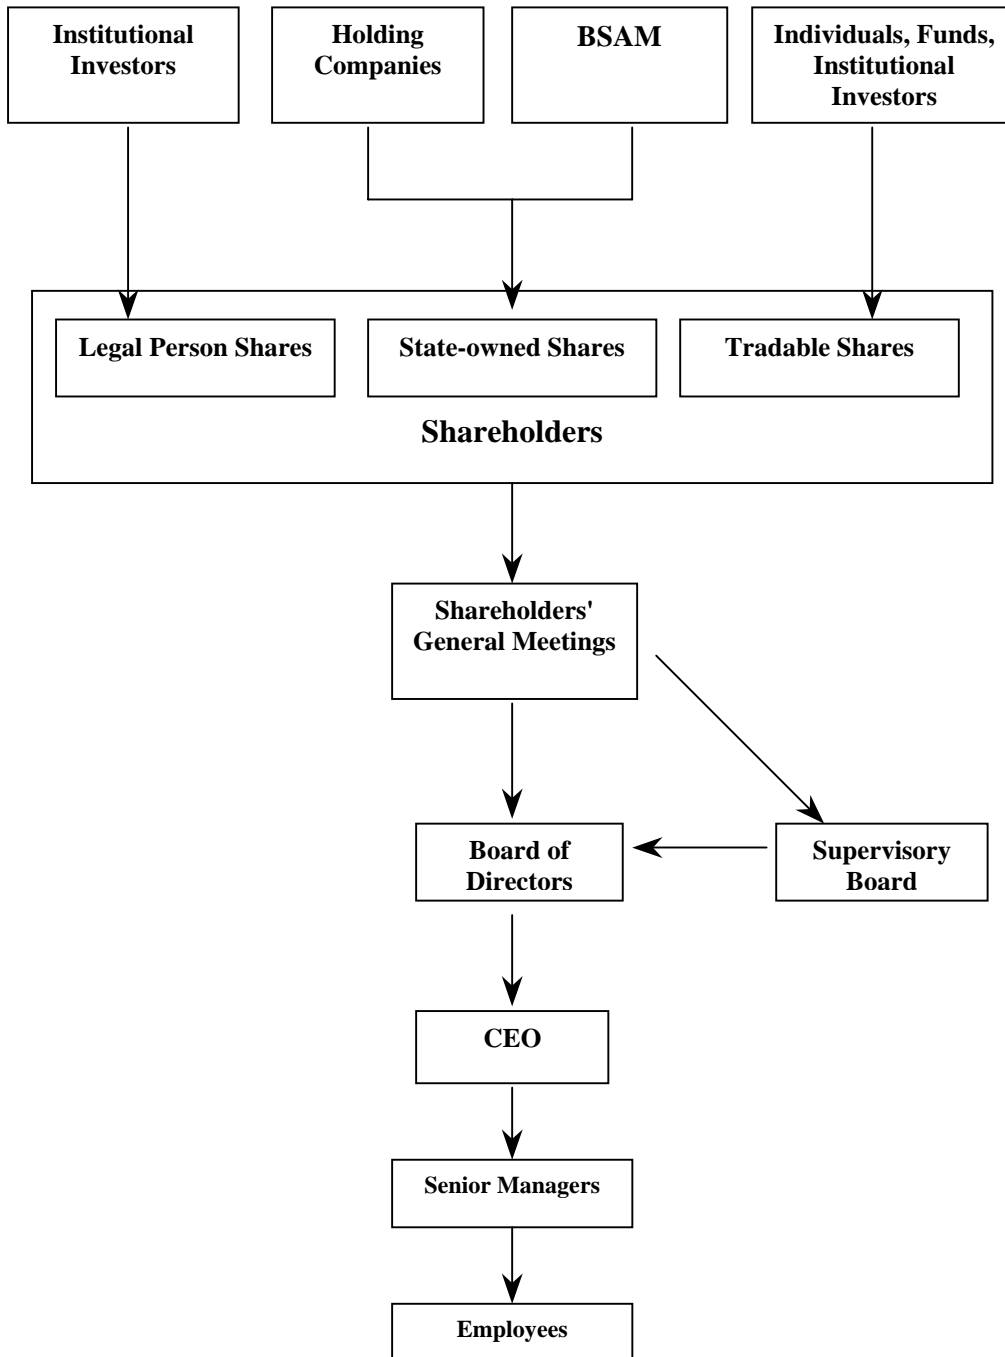 Institutional
Investors
Holding
Companies
BSAM
Individuals, Funds,
Institutional
Investors
Legal Person Shares
State-owned Shares
Tradable Shares
Shareholders
Shareholders'
General Meetings
Board of
Directors
Supervisory
Board
CEO
Senior Managers
Employees